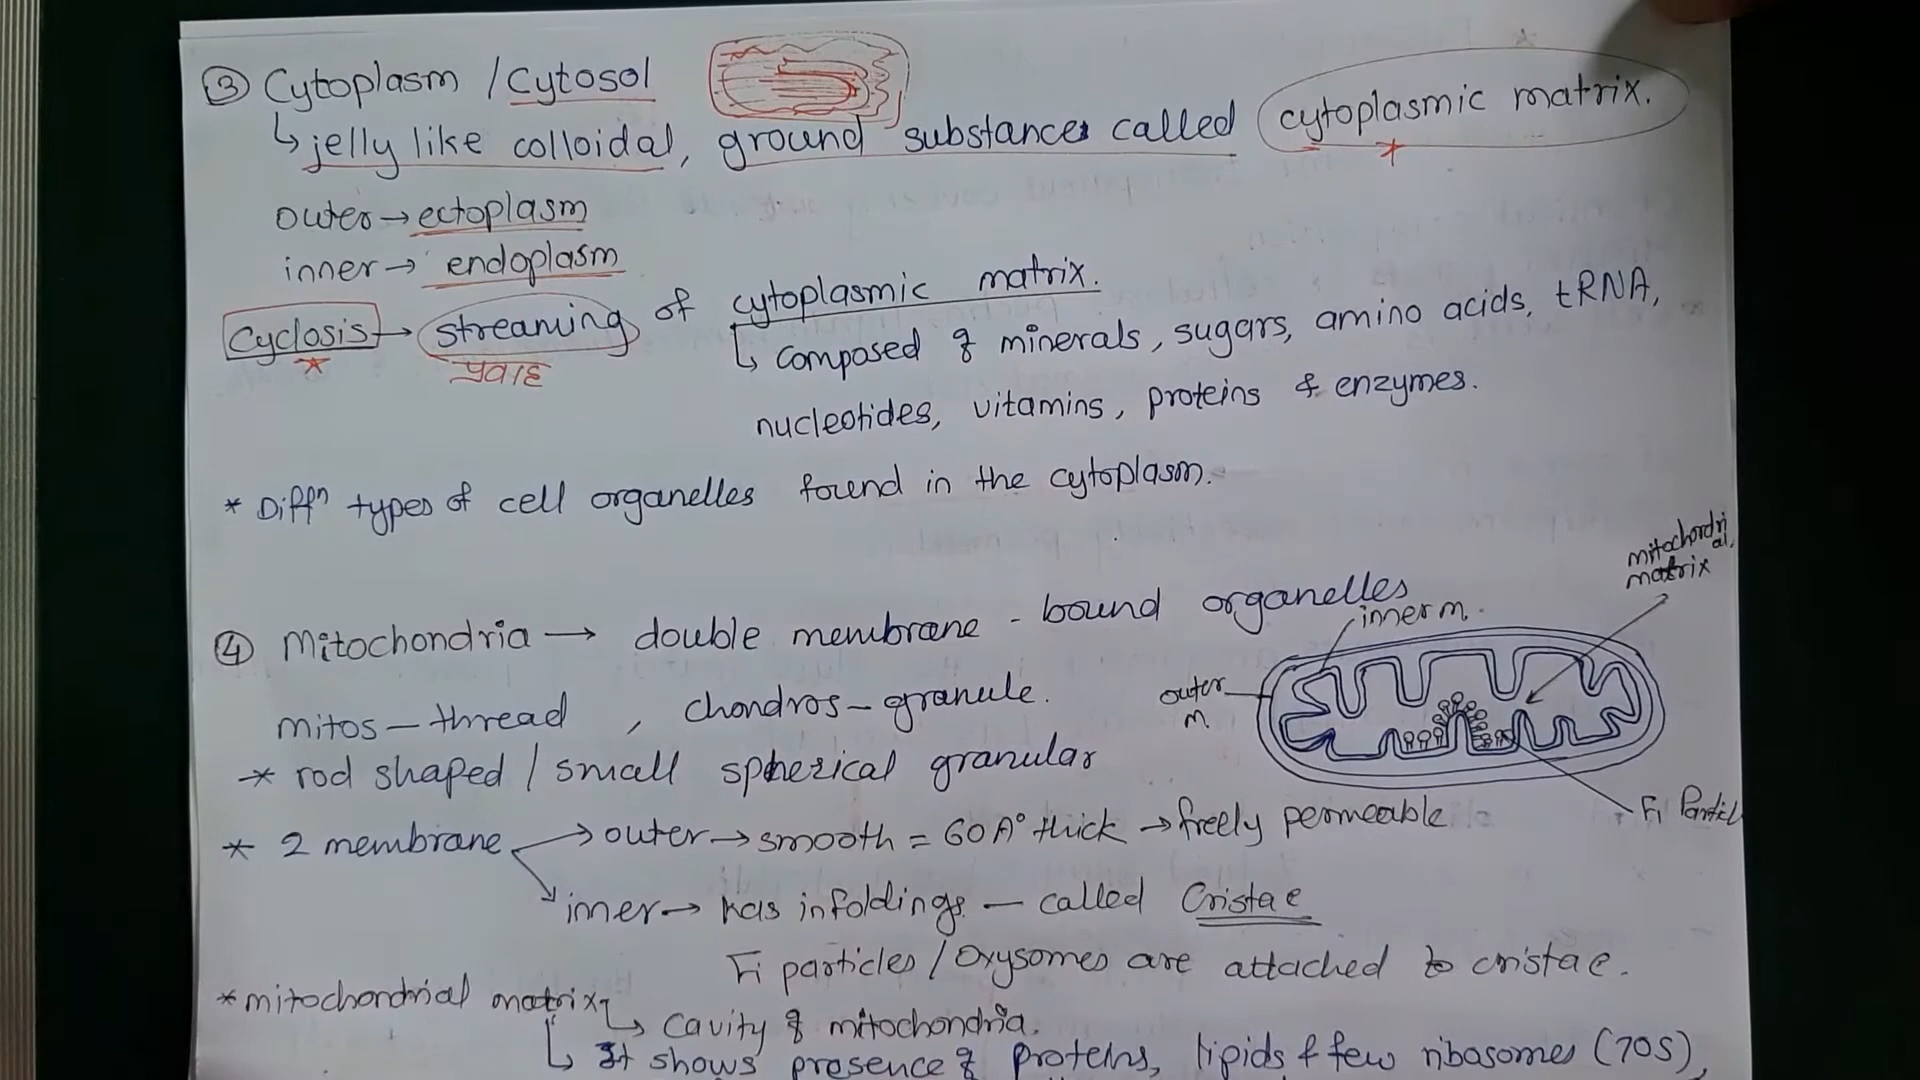 ③ Cytoplasm / Cytosol
↳ jelly like colloidal, ground substances called cytoplasmic matrix.
outer → ectoplasm
inner → endoplasm
Cyclosis → streaming of cytoplasmic matrix.
प्रवाह
↳ composed of minerals, sugars, amino acids, tRNA,
nucleotides, vitamins, proteins & enzymes.
* Diffⁿ types of cell organelles found in the cytoplasm.
④ Mitochondria → double membrane - bound organelles
mitos — thread , chondros — granule.
* rod shaped / small spherical granular
mitochondrial matrix
inner m.
outer m.
F₁ Particl
* 2 membrane → outer → smooth = 60 A° thick → freely permeable
inner → has infoldings — called Cristae
F₁ particles / Oxysomes are attached to cristae.
* mitochondrial matrix
↳ Cavity of mitochondria.
↳ It shows presence of proteins, lipids & few ribosomes (70S),